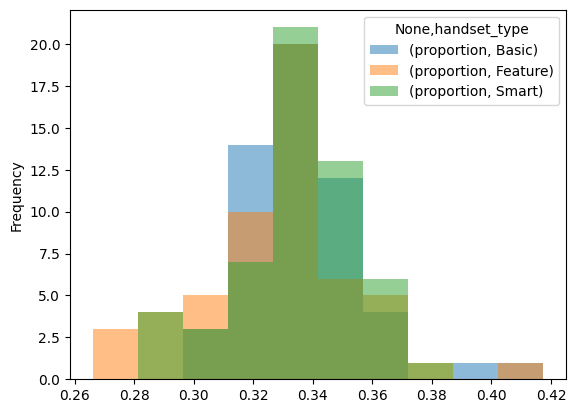 None,handset_type
(proportion, Basic)
(proportion, Feature)
(proportion, Smart)
Frequency
20.0
17.5
15.0
12.5
10.0
7.5
5.0
2.5
0.0
0.26 0.28 0.30 0.32 0.34 0.36 0.38 0.40 0.42